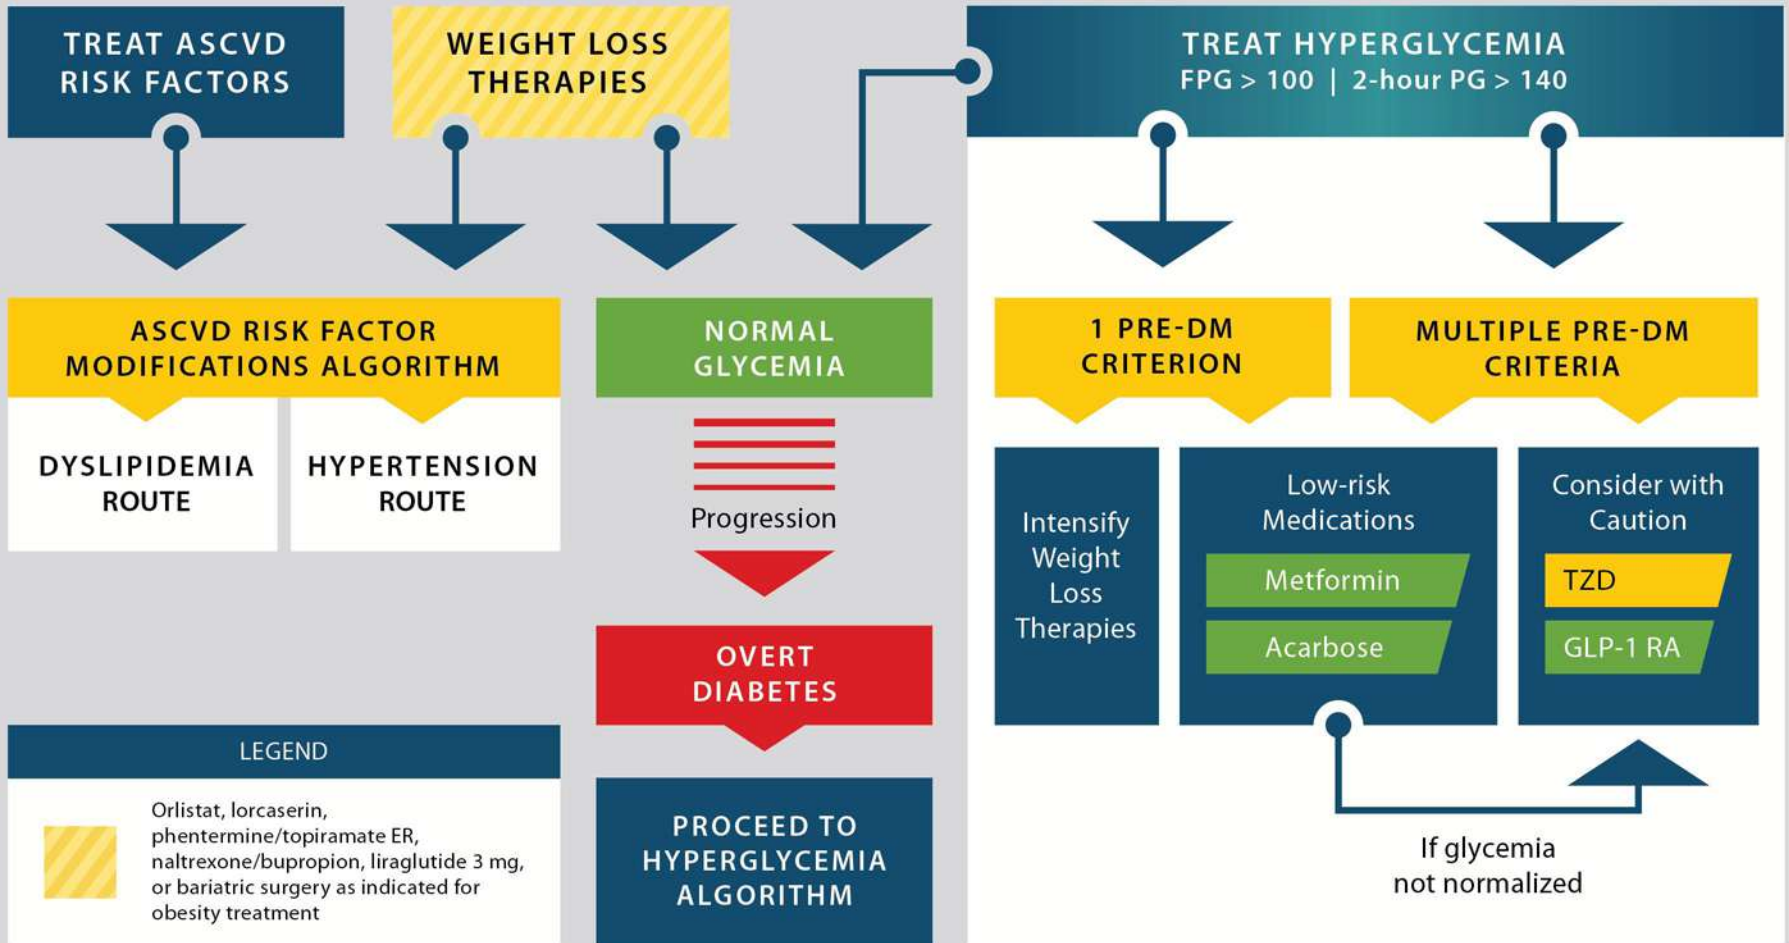 TREAT ASCVD
RISK FACTORS
WEIGHT LOSS
THERAPIES
TREAT HYPERGLYCEMIA
FPG > 100 | 2-hour PG > 140
ASCVD RISK FACTOR
MODIFICATIONS ALGORITHM
DYSLIPIDEMIA
ROUTE
HYPERTENSION
ROUTE
NORMAL
GLYCEMIA
Progression
OVERT
DIABETES
PROCEED TO
HYPERGLYCEMIA
ALGORITHM
1 PRE-DM
CRITERION
MULTIPLE PRE-DM
CRITERIA
Intensify
Weight
Loss
Therapies
Low-risk
Medications
Metformin
Acarbose
Consider with
Caution
TZD
GLP-1 RA
If glycemia
not normalized
LEGEND
Orlistat, lorcaserin,
phentermine/topiramate ER,
naltrexone/bupropion, liraglutide 3 mg,
or bariatric surgery as indicated for
obesity treatment